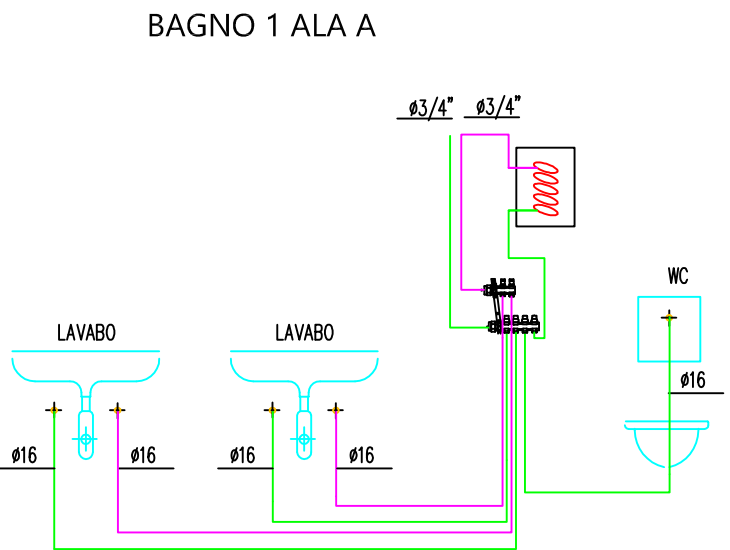 BAGNO 1 ALA A
ø3/4" ø3/4"
WC
LAVABO LAVABO
ø16
ø16 ø16 ø16 ø16